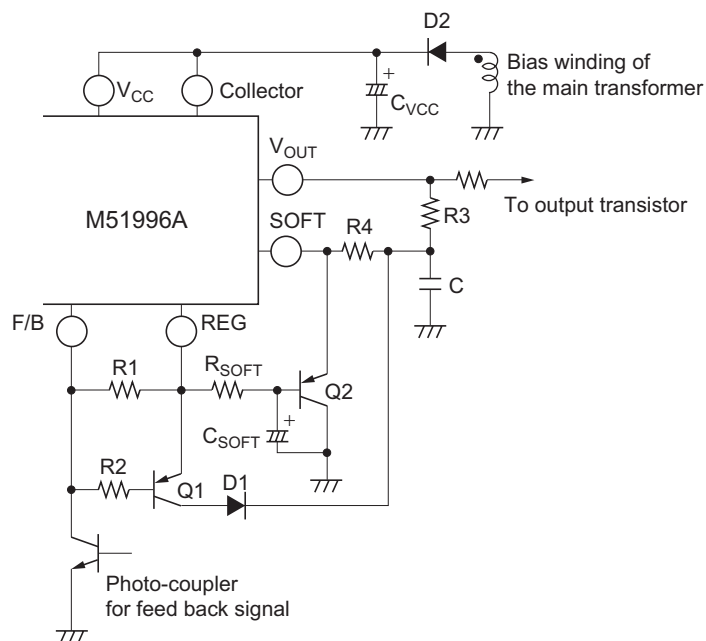 D2
Bias winding of
the main transformer
VCC
Collector
+
CVCC
VOUT
M51996A
To output transistor
R3
SOFT
R4
C
F/B
REG
R1
RSOFT
Q2
+
CSOFT
R2
Q1
D1
Photo-coupler
for feed back signal